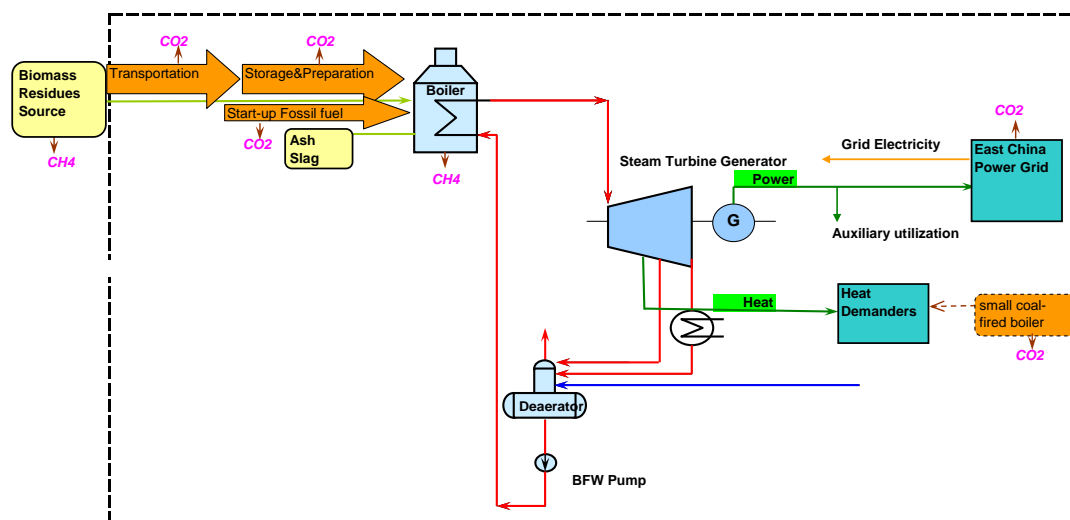 CO2
CO2
Biomass
Residues
Source
Transportation
Storage&Preparation
Boiler
Start-up Fossil fuel
CO2
Ash
Slag
CH4
CH4
CO2
Grid Electricity
East China
Power Grid
Steam Turbine Generator
Power
G
Auxiliary utilization
Heat
Heat
Demanders
small coal-
fired boiler
CO2
Deaerator
BFW Pump